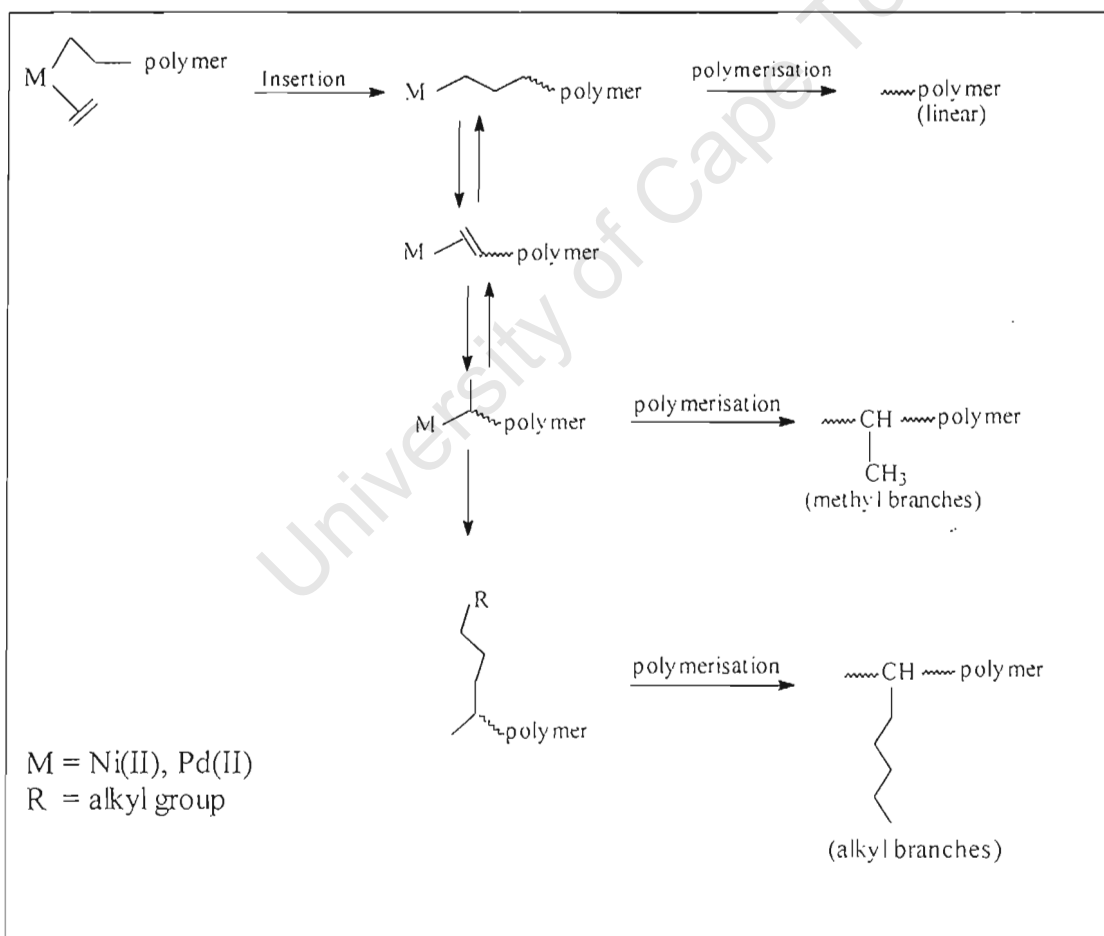 M
polymer
Insertion
M
polymer
polymerisation
polymer
(linear)
M
polymer
M
polymer
polymerisation
CH
polymer
CH₃
(methyl branches)
R
polymer
polymerisation
CH
polymer
(alkyl branches)
M = Ni(II), Pd(II)
R = alkyl group
University of Cape To